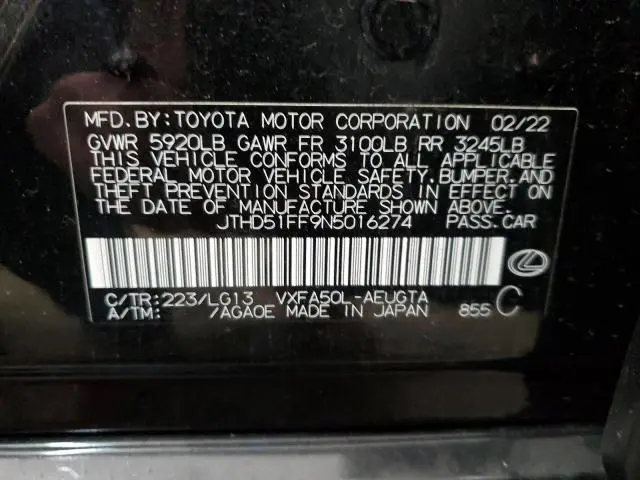 MFD.BY:TOYOTA MOTOR CORPORATION 02/22
GVWR 5920LB GAWR FR 3100LB RR 3245LB
THIS VEHICLE CONFORMS TO ALL APPLICABLE
FEDERAL MOTOR VEHICLE SAFETY,BUMPER,AND
THEFT PREVENTION STANDARDS IN EFFECT ON
THE DATE OF MANUFACTURE SHOWN ABOVE.
JTHD51FF9N5016274 PASS.CAR
C/TR:223/LG13 VXFA50L-AEUGTA
A/TM: /AGA0E MADE IN JAPAN 855 C